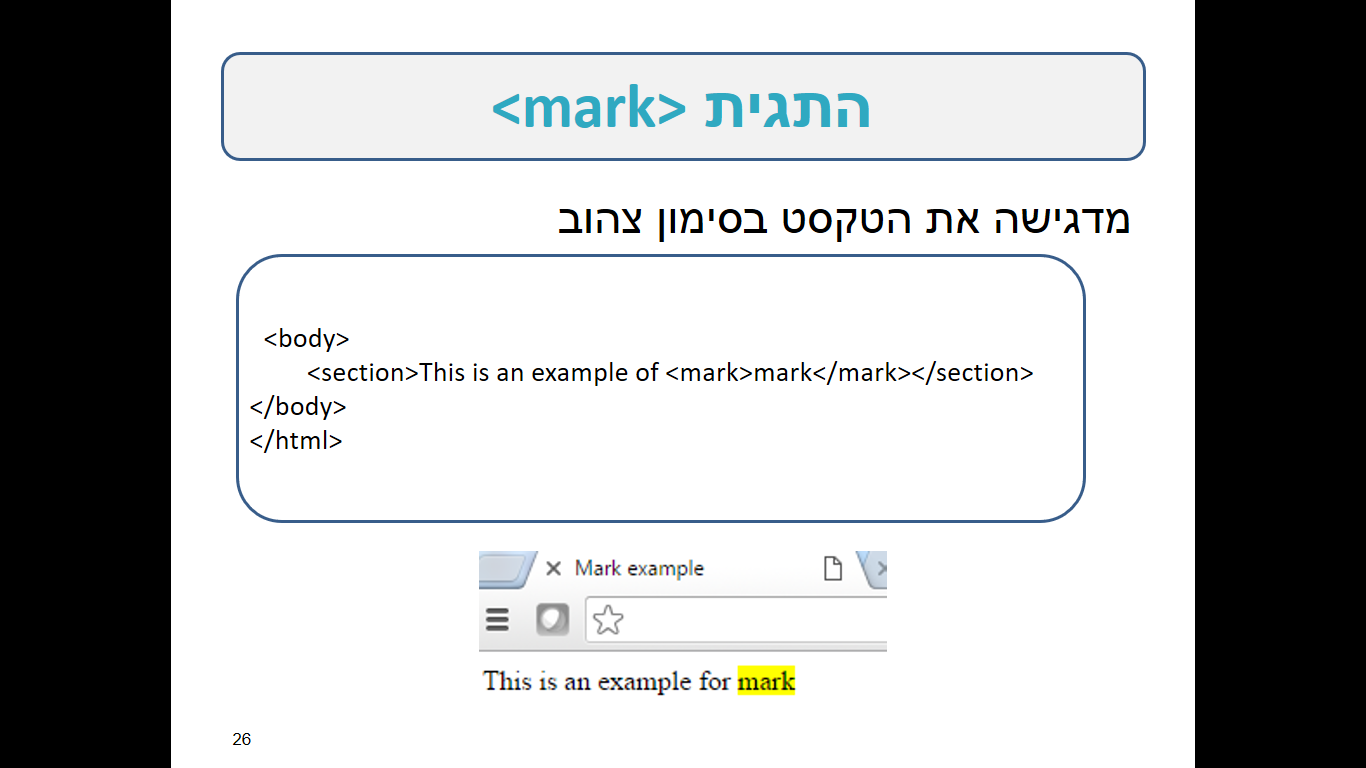 התגית <mark>
מדגישה את הטקסט בסימון צהוב
<body>
<section>This is an example of <mark>mark</mark></section>
</body>
</html>
Mark example
This is an example for mark
26